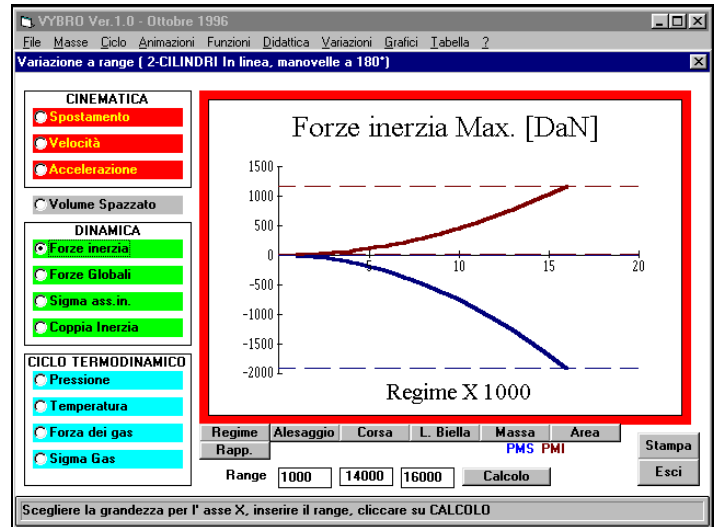 VYBRO Ver.1.0 - Ottobre 1996
File Masse Ciclo Animazioni Funzioni Didattica Variazioni Grafici Tabella ?
Variazione a range ( 2-CILINDRI In linea, manovelle a 180°)
CINEMATICA
Spostamento
Velocità
Accelerazione
Volume Spazzato
DINAMICA
Forze inerzia
Forze Globali
Sigma ass.in.
Coppia Inerzia
CICLO TERMODINAMICO
Pressione
Temperatura
Forza dei gas
Sigma Gas
Forze inerzia Max. [DaN]
1500
1000
500
0
-500
-1000
-1500
-2000
5 10 15 20
Regime X 1000
Regime Alesaggio Corsa L. Biella Massa Area
Rapp.
PMS PMI
Range 1000 14000 16000 Calcolo
Stampa
Esci
Scegliere la grandezza per l' asse X, inserire il range, cliccare su CALCOLO